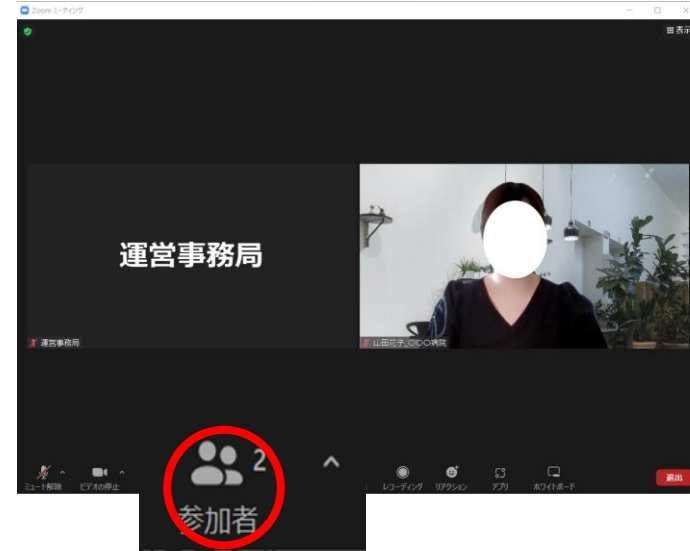 Zoom ミーティング
表示
運営事務局
運営事務局
山田花子_〇〇〇病院
2
ミュート解除
ビデオの停止
参加者
レコーディング
リアクション
アプリ
ホワイトボード
退出